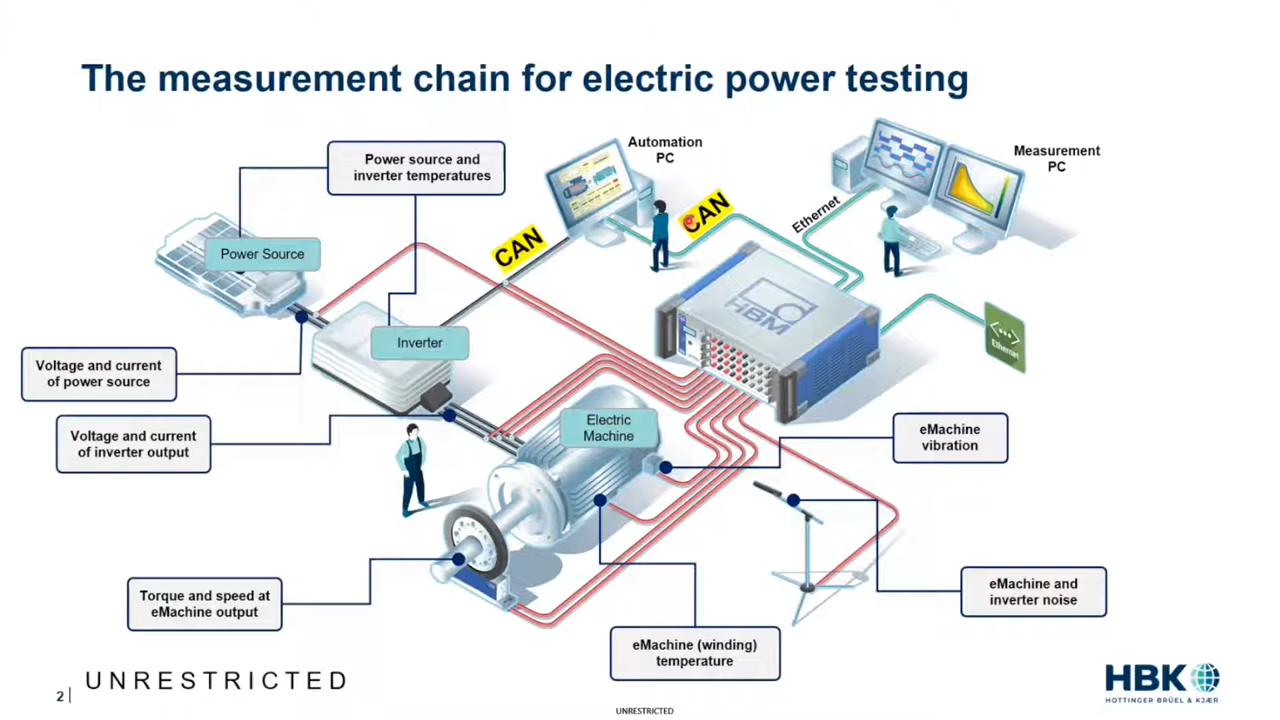 The measurement chain for electric power testing
Power source and
inverter temperatures
Automation
PC
Measurement
PC
CAN
CAN
Ethernet
Power Source
HBM
Inverter
Ethernet
Voltage and current
of power source
Voltage and current
of inverter output
Electric
Machine
eMachine
vibration
Torque and speed at
eMachine output
eMachine and
inverter noise
eMachine (winding)
temperature
UNRESTRICTED
2
UNRESTRICTED
HBK
HOTTINGER BRÜEL & KJÆR